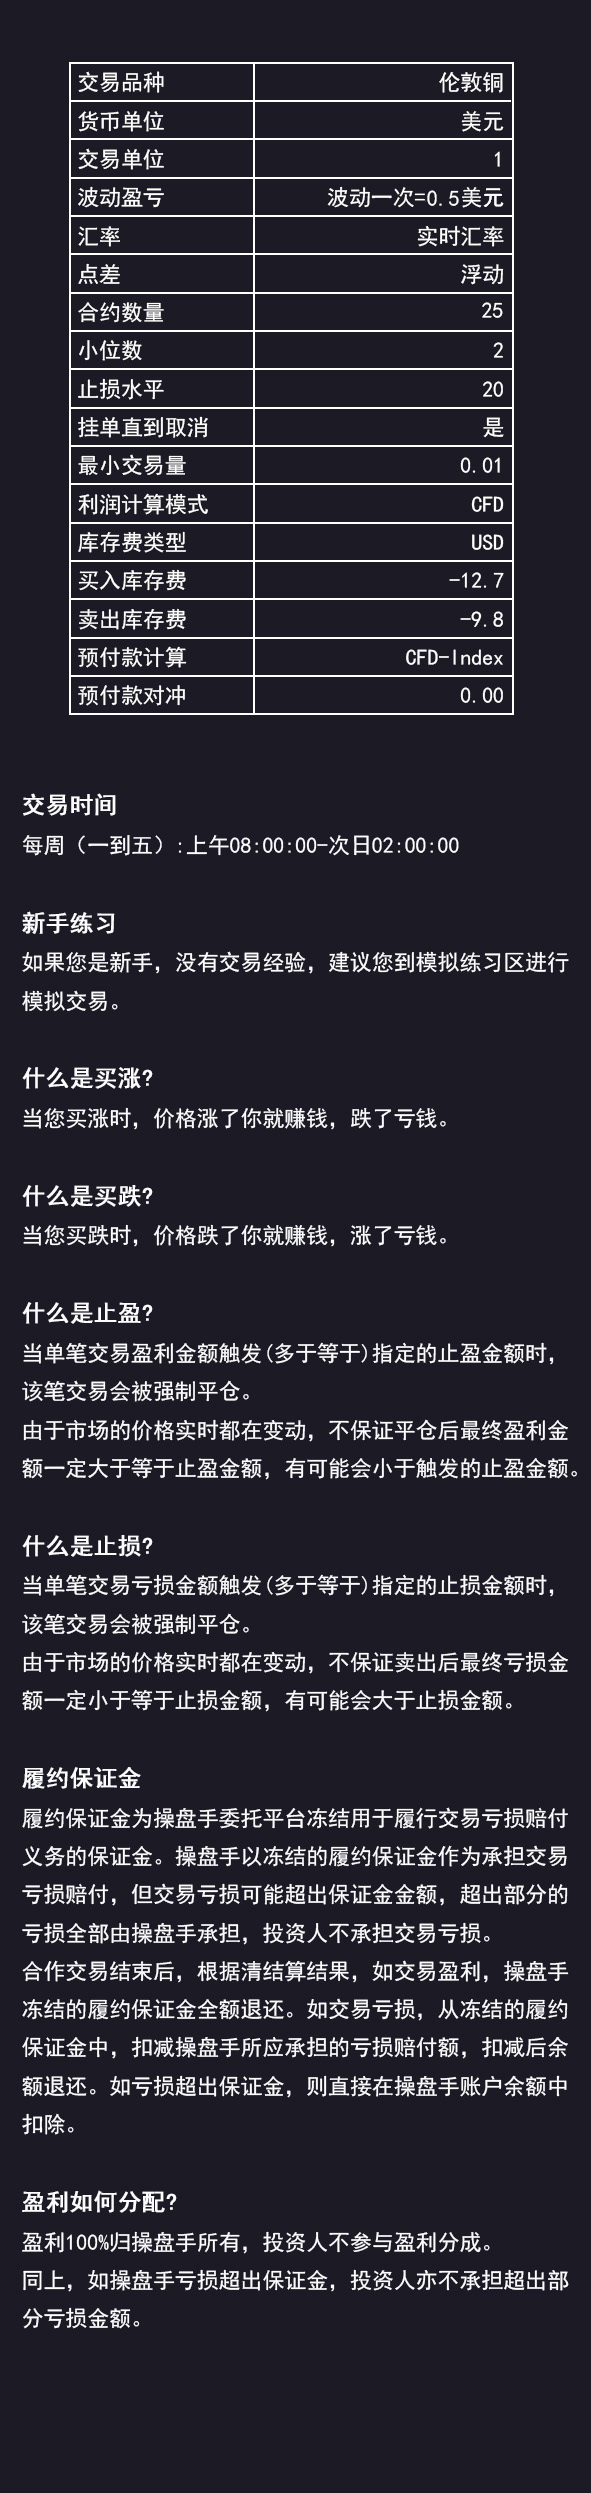 交易品种 伦敦铜
货币单位 美元
交易单位 1
波动盈亏 波动一次=0.5美元
汇率 实时汇率
点差 浮动
合约数量 25
小位数 2
止损水平 20
挂单直到取消 是
最小交易量 0.01
利润计算模式 CFD
库存费类型 USD
买入库存费 -12.7
卖出库存费 -9.8
预付款计算 CFD-Index
预付款对冲 0.00
交易时间
每周（一到五）:上午08:00:00-次日02:00:00
新手练习
如果您是新手，没有交易经验，建议您到模拟练习区进行
模拟交易。
什么是买涨?
当您买涨时，价格涨了你就赚钱，跌了亏钱。
什么是买跌?
当您买跌时，价格跌了你就赚钱，涨了亏钱。
什么是止盈?
当单笔交易盈利金额触发(多于等于)指定的止盈金额时，
该笔交易会被强制平仓。
由于市场的价格实时都在变动，不保证平仓后最终盈利金
额一定大于等于止盈金额，有可能会小于触发的止盈金额。
什么是止损?
当单笔交易亏损金额触发(多于等于)指定的止损金额时，
该笔交易会被强制平仓。
由于市场的价格实时都在变动，不保证卖出后最终亏损金
额一定小于等于止损金额，有可能会大于止损金额。
履约保证金
履约保证金为操盘手委托平台冻结用于履行交易亏损赔付
义务的保证金。操盘手以冻结的履约保证金作为承担交易
亏损赔付，但交易亏损可能超出保证金金额，超出部分的
亏损全部由操盘手承担，投资人不承担交易亏损。
合作交易结束后，根据清结算结果，如交易盈利，操盘手
冻结的履约保证金全额退还。如交易亏损，从冻结的履约
保证金中，扣减操盘手所应承担的亏损赔付额，扣减后余
额退还。如亏损超出保证金，则直接在操盘手账户余额中
扣除。
盈利如何分配?
盈利100%归操盘手所有，投资人不参与盈利分成。
同上，如操盘手亏损超出保证金，投资人亦不承担超出部
分亏损金额。